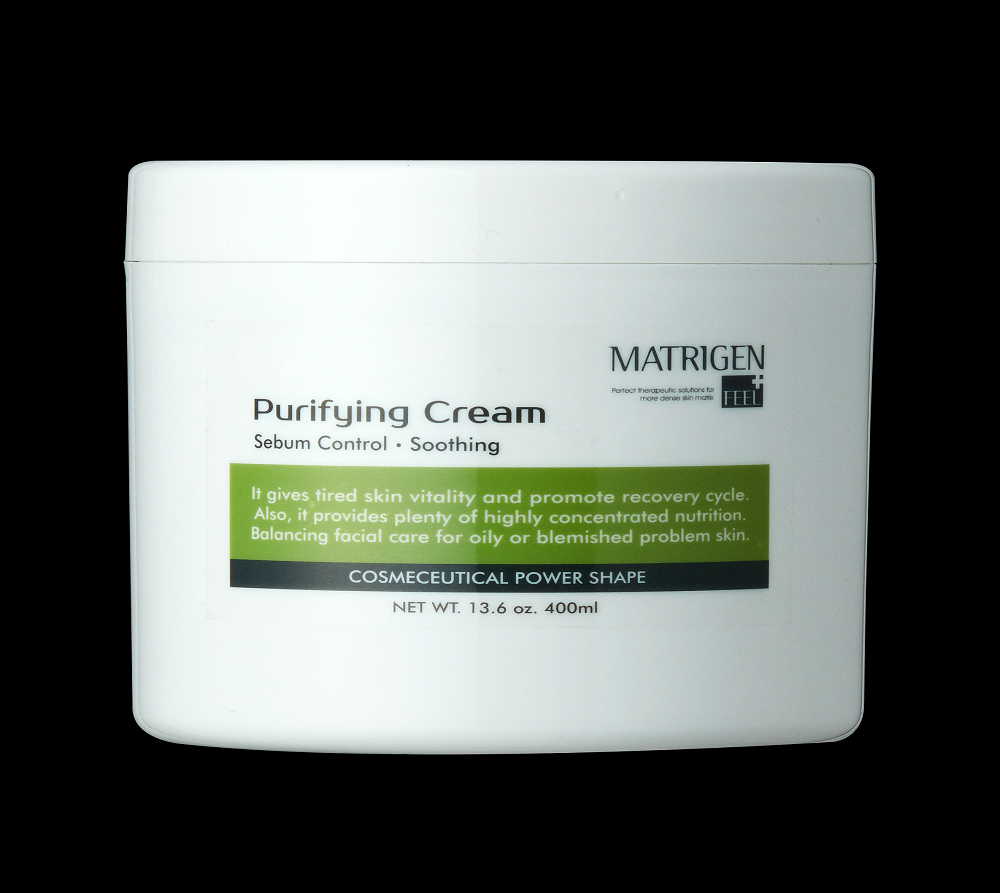 MATRIGEN
Perfect therapeutic solutions for
more dense skin matrix
FEEL
Purifying Cream
Sebum Control • Soothing
It gives tired skin vitality and promote recovery cycle.
Also, it provides plenty of highly concentrated nutrition.
Balancing facial care for oily or blemished problem skin.
COSMECEUTICAL POWER SHAPE
NET WT. 13.6 oz. 400ml